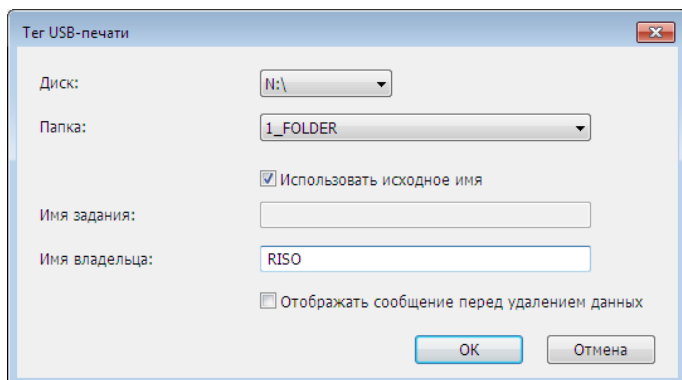 Тег USB-печати
Диск:
N:\
Папка:
1_FOLDER
Использовать исходное имя
Имя задания:
Имя владельца:
RISO
Отображать сообщение перед удалением данных
OK
Отмена